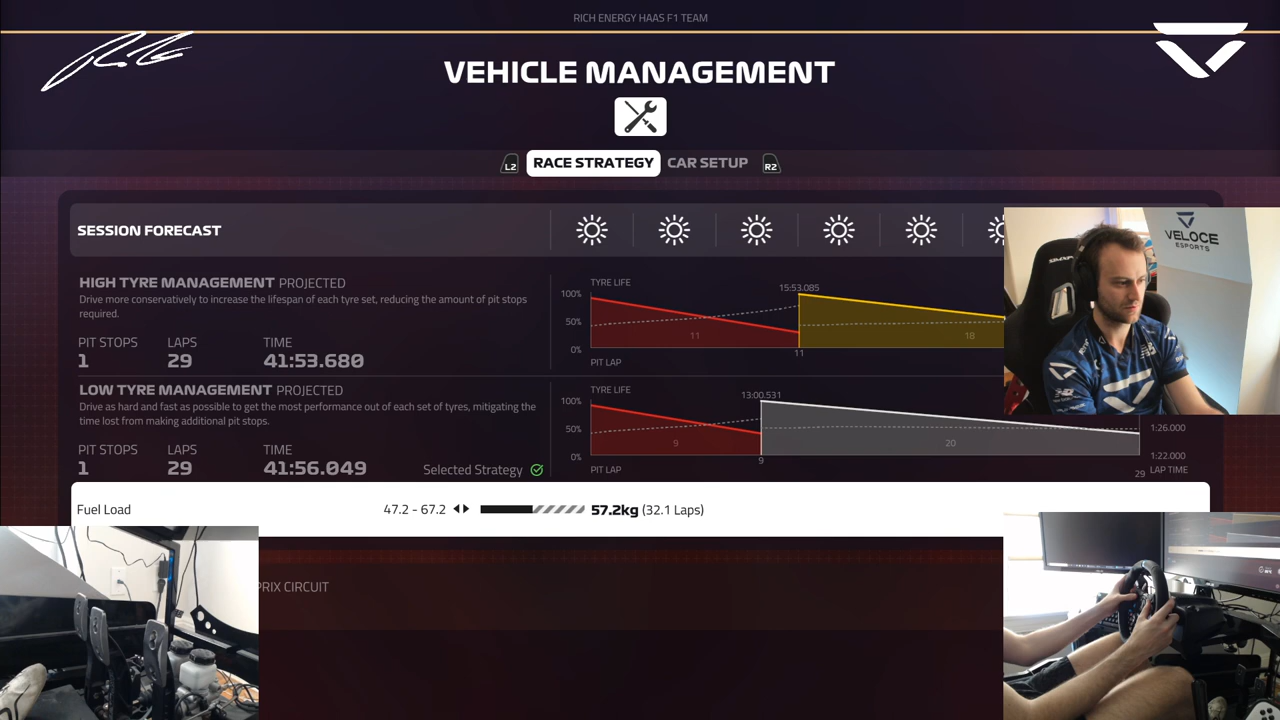 RICH ENERGY HAAS F1 TEAM
VEHICLE MANAGEMENT
L2 RACE STRATEGY CAR SETUP R2
SESSION FORECAST
HIGH TYRE MANAGEMENT PROJECTED
Drive more conservatively to increase the lifespan of each tyre set, reducing the amount of pit stops
required.
PIT STOPS LAPS TIME
1 29 41:53.680
TYRE LIFE
15:53.085
100%
50%
0%
11 18
11
PIT LAP
LOW TYRE MANAGEMENT PROJECTED
Drive as hard and fast as possible to get the most performance out of each set of tyres, mitigating the
time lost from making additional pit stops.
PIT STOPS LAPS TIME
1 29 41:56.049 Selected Strategy
TYRE LIFE
13:00.531
100%
50%
0%
9 20
9
PIT LAP
1:26.000
1:22.000
29 LAP TIME
Fuel Load 47.2 - 67.2 57.2kg (32.1 Laps)
PRIX CIRCUIT
VELOCE
ESPORTS